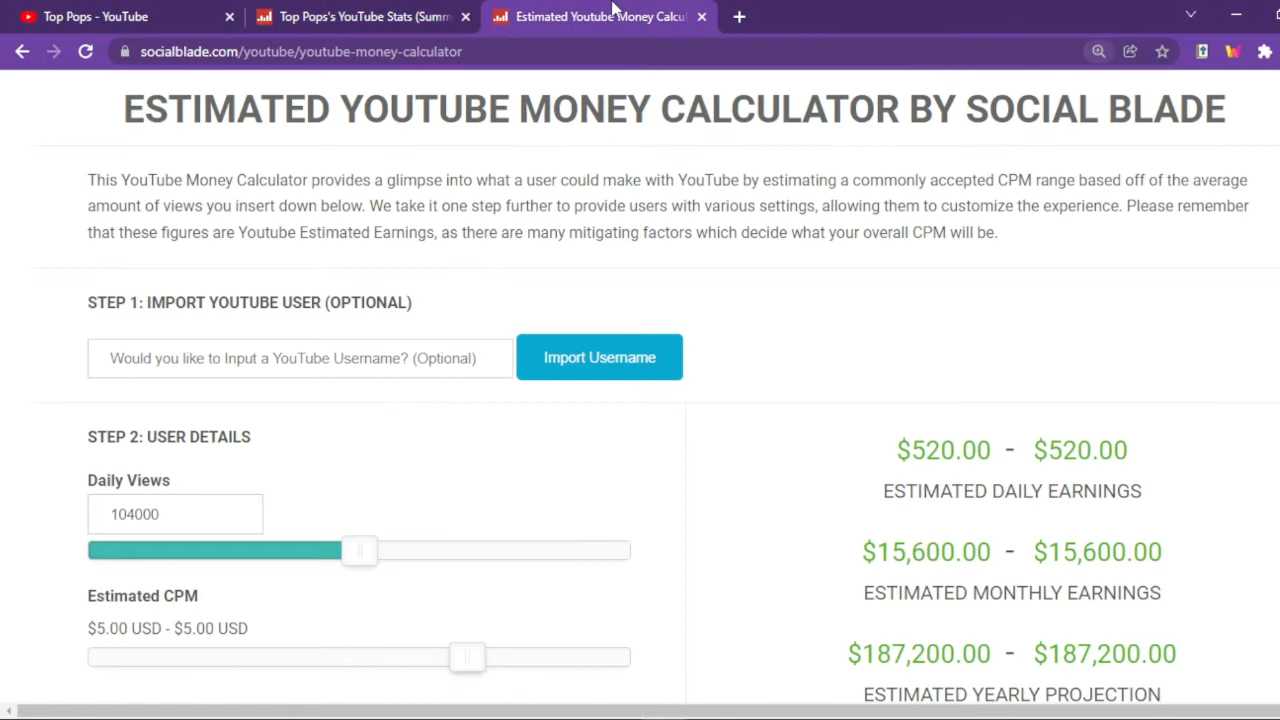 Top Pops - YouTube
Top Pops's YouTube Stats (Summ
Estimated Youtube Money Calcul
socialblade.com/youtube/youtube-money-calculator
ESTIMATED YOUTUBE MONEY CALCULATOR BY SOCIAL BLADE
This YouTube Money Calculator provides a glimpse into what a user could make with YouTube by estimating a commonly accepted CPM range based off of the average
amount of views you insert down below. We take it one step further to provide users with various settings, allowing them to customize the experience. Please remember
that these figures are Youtube Estimated Earnings, as there are many mitigating factors which decide what your overall CPM will be.
STEP 1: IMPORT YOUTUBE USER (OPTIONAL)
Would you like to Input a YouTube Username? (Optional)
Import Username
STEP 2: USER DETAILS
Daily Views
104000
Estimated CPM
$5.00 USD - $5.00 USD
$520.00 - $520.00
ESTIMATED DAILY EARNINGS
$15,600.00 - $15,600.00
ESTIMATED MONTHLY EARNINGS
$187,200.00 - $187,200.00
ESTIMATED YEARLY PROJECTION